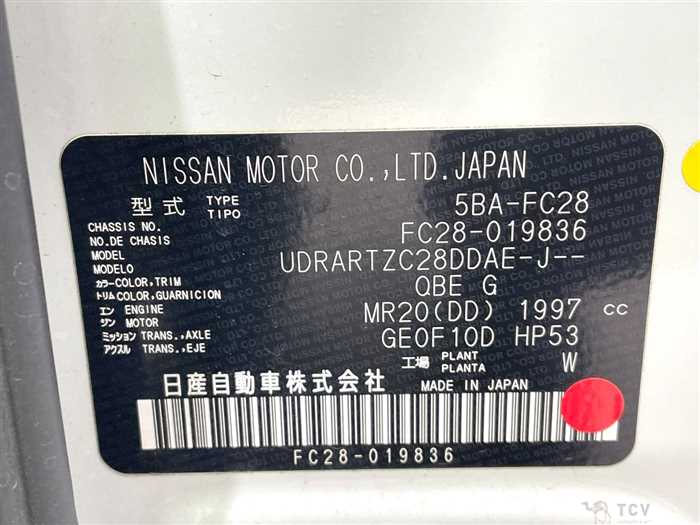 NISSAN MOTOR CO.,LTD.JAPAN
型式 TYPE TIPO 5BA-FC28
CHASSIS NO.
NO.DE CHASIS FC28-019836
MODEL
MODELO UDRARTZC28DDAE-J--
カラー COLOR,TRIM
トリム COLOR,GUARNICION QBE G
エン ENGINE
ジン MOTOR MR20(DD) 1997 CC
ミッション TRANS.,AXLE
アクスル TRANS.,EJE GE0F10D HP53
工場 PLANT PLANTA W
日産自動車株式会社 MADE IN JAPAN
FC28-019836
TCV